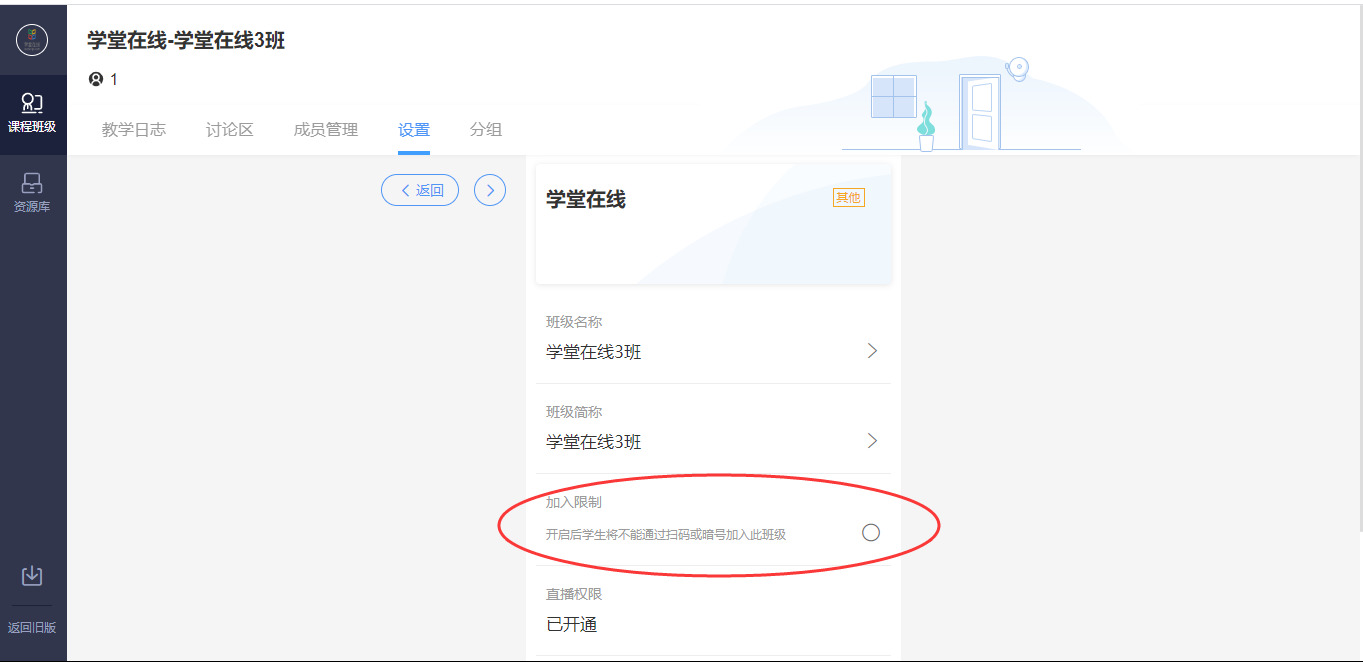 学堂在线-学堂在线3班
1
课程班级
教学日志
讨论区
成员管理
设置
分组
资源库
返回
学堂在线
其他
班级名称
学堂在线3班
班级简称
学堂在线3班
加入限制
开启后学生将不能通过扫码或暗号加入此班级
直播权限
已开通
返回旧版